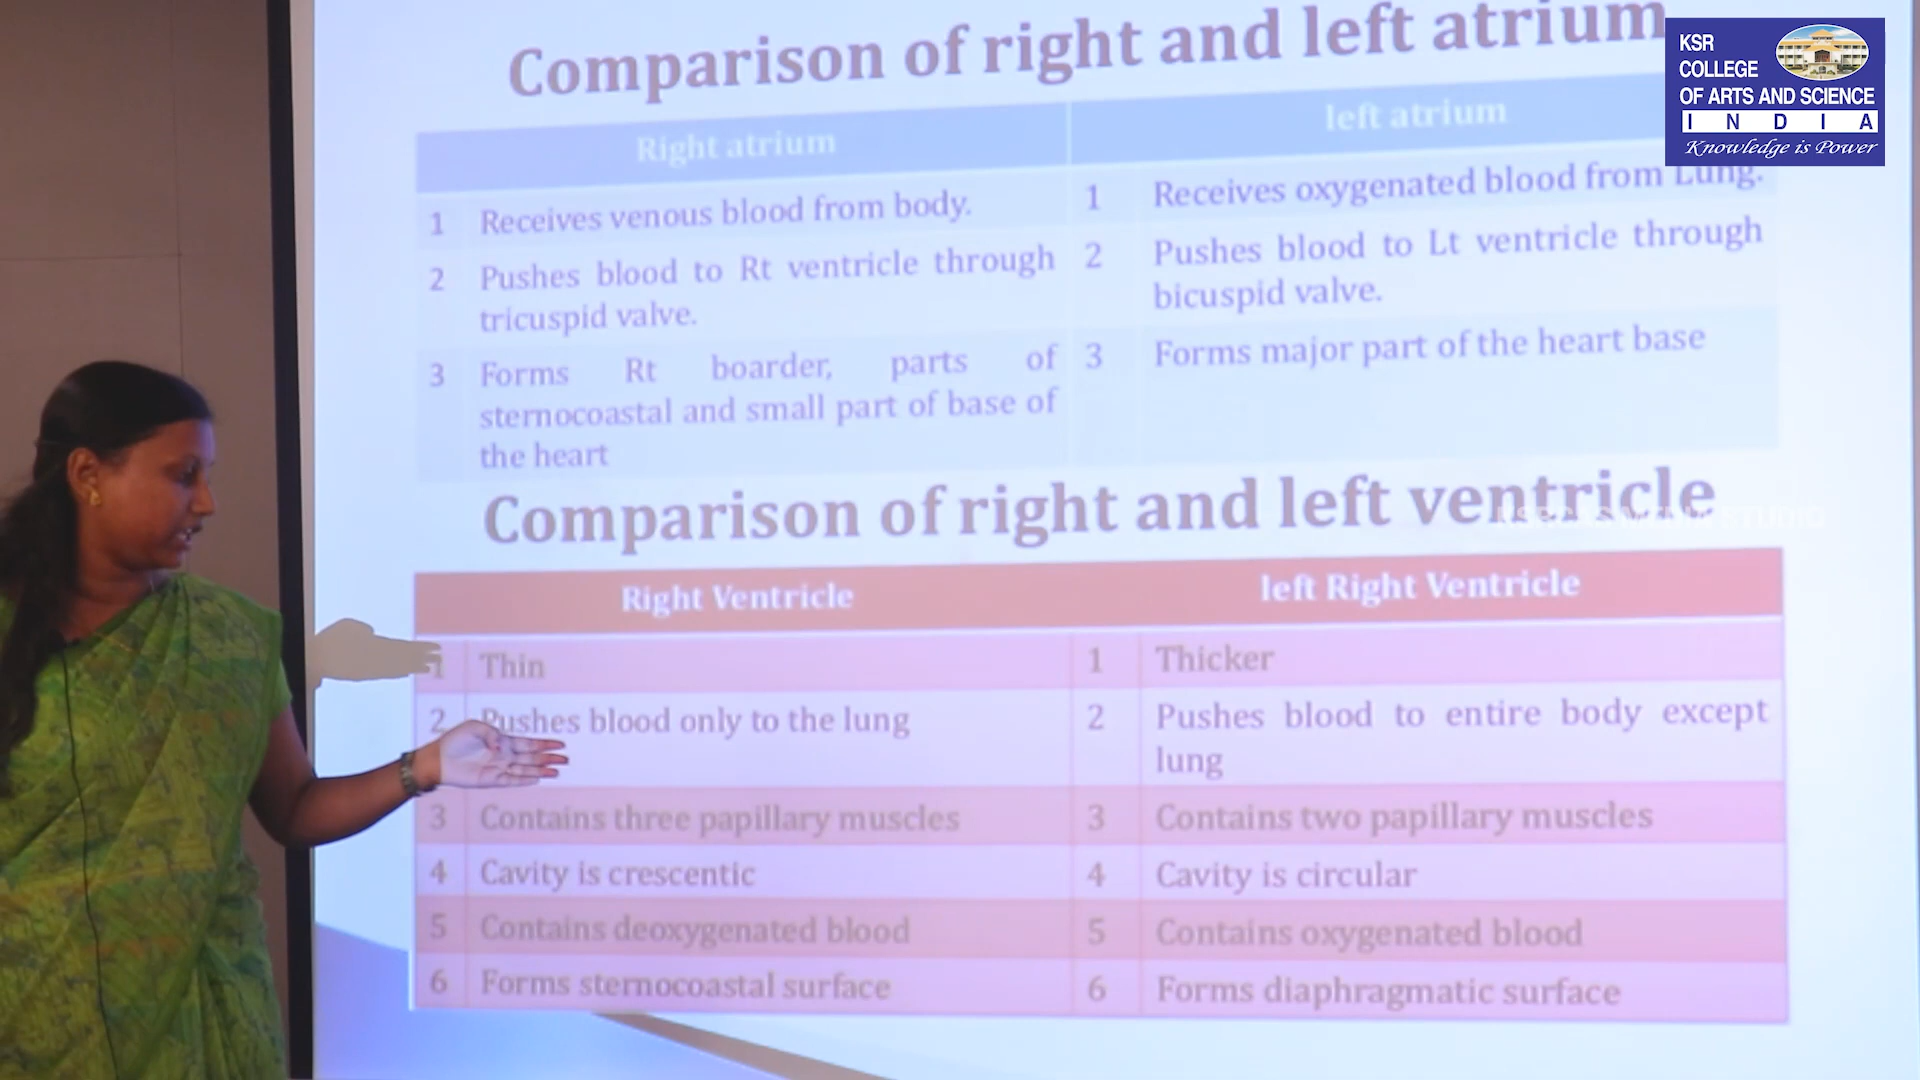 Comparison of right and left atrium
KSR
COLLEGE
OF ARTS AND SCIENCE
INDIA
Knowledge is Power
Right atrium
left atrium
1 Receives venous blood from body.
1 Receives oxygenated blood from Lung.
2 Pushes blood to Rt ventricle through
tricuspid valve.
2 Pushes blood to Lt ventricle through
bicuspid valve.
3 Forms Rt boarder, parts of
sternocoastal and small part of base of
the heart
3 Forms major part of the heart base
Comparison of right and left ventricle
STUDIO
Right Ventricle
left Right Ventricle
1 Thin
1 Thicker
2 Pushes blood only to the lung
2 Pushes blood to entire body except
lung
3 Contains three papillary muscles
3 Contains two papillary muscles
4 Cavity is crescentic
4 Cavity is circular
5 Contains deoxygenated blood
5 Contains oxygenated blood
6 Forms sternocoastal surface
6 Forms diaphragmatic surface